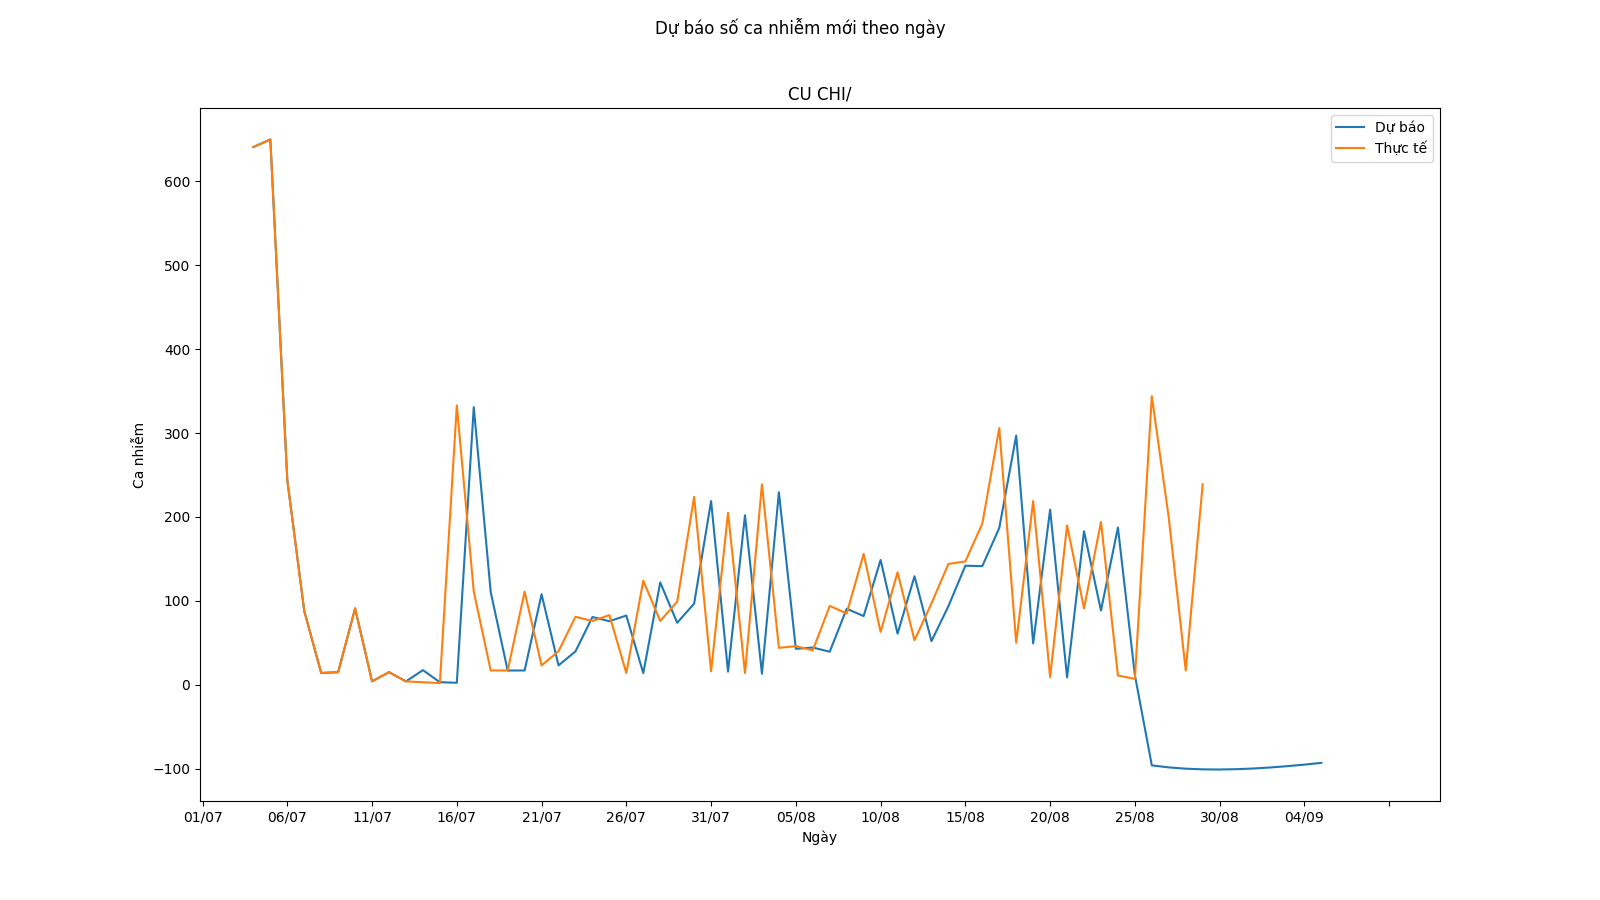 Dự báo số ca nhiễm mới theo ngày
CU CHI/
Dự báo
Thực tế
600
500
400
300
200
100
0
−100
Ca nhiễm
01/07 06/07 11/07 16/07 21/07 26/07 31/07 05/08 10/08 15/08 20/08 25/08 30/08 04/09
Ngày